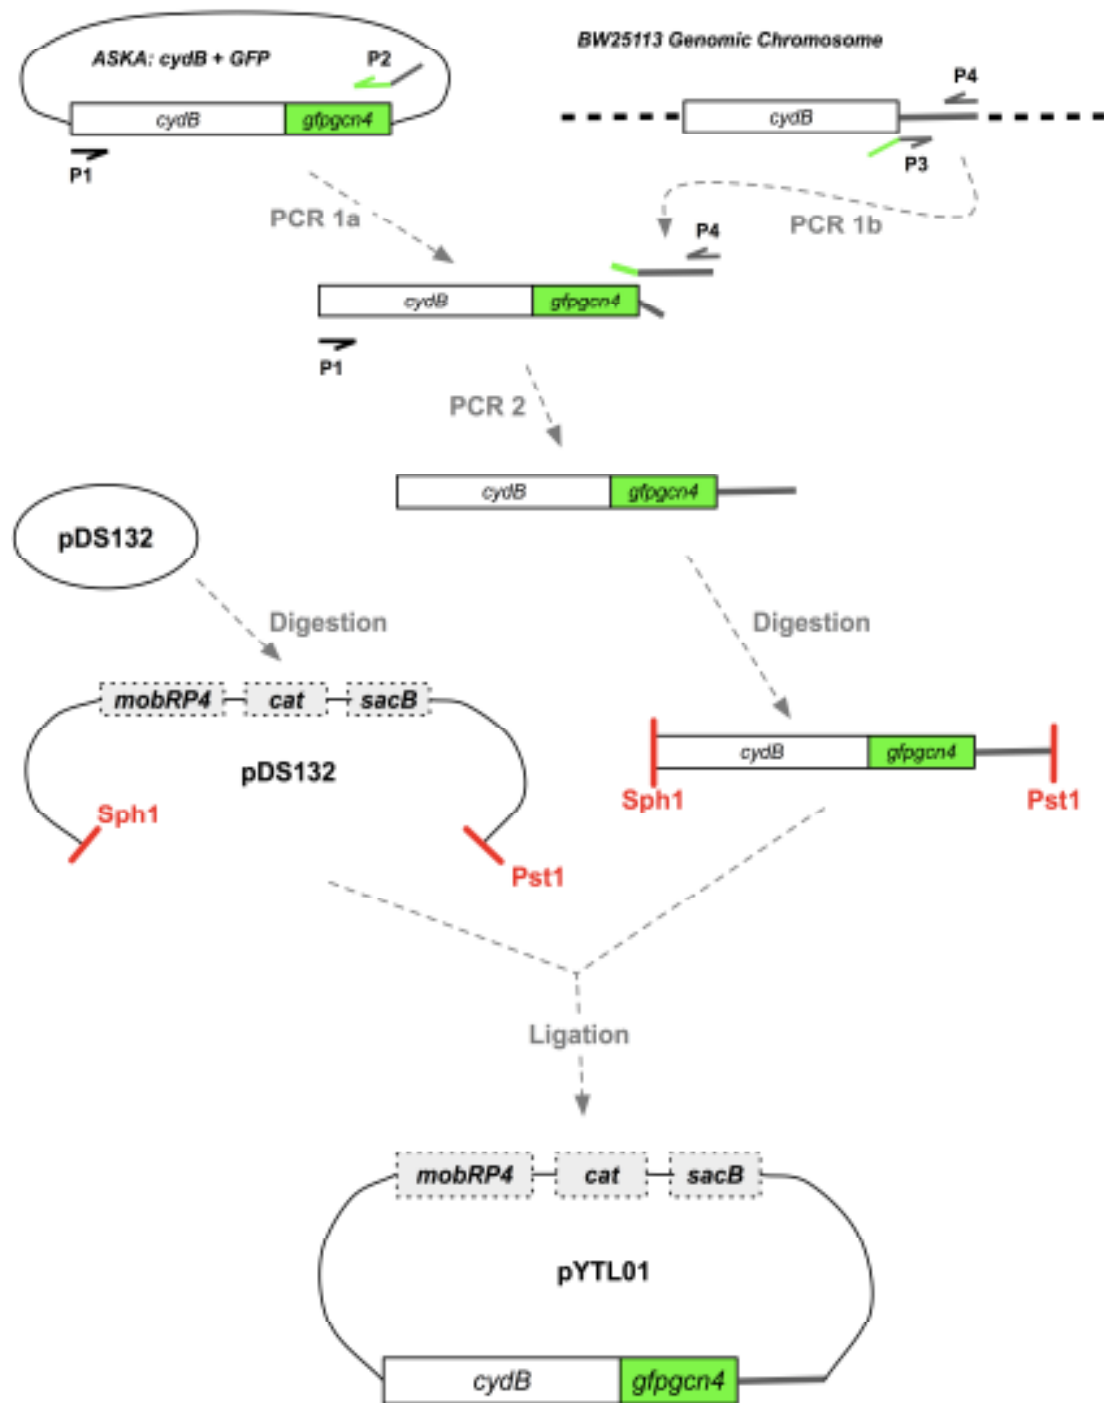 ASKA: cydB + GFP
BW25113 Genomic Chromosome
P2
P4
cydB
gfpgcn4
cydB
P1
P3
PCR 1a
PCR 1b
P4
cydB
gfpgcn4
P1
PCR 2
cydB
gfpgcn4
pDS132
Digestion
Digestion
mobRP4
cat
sacB
pDS132
cydB
gfpgcn4
Sph1
Pst1
Sph1
Pst1
Ligation
mobRP4
cat
sacB
pYTL01
cydB
gfpgcn4